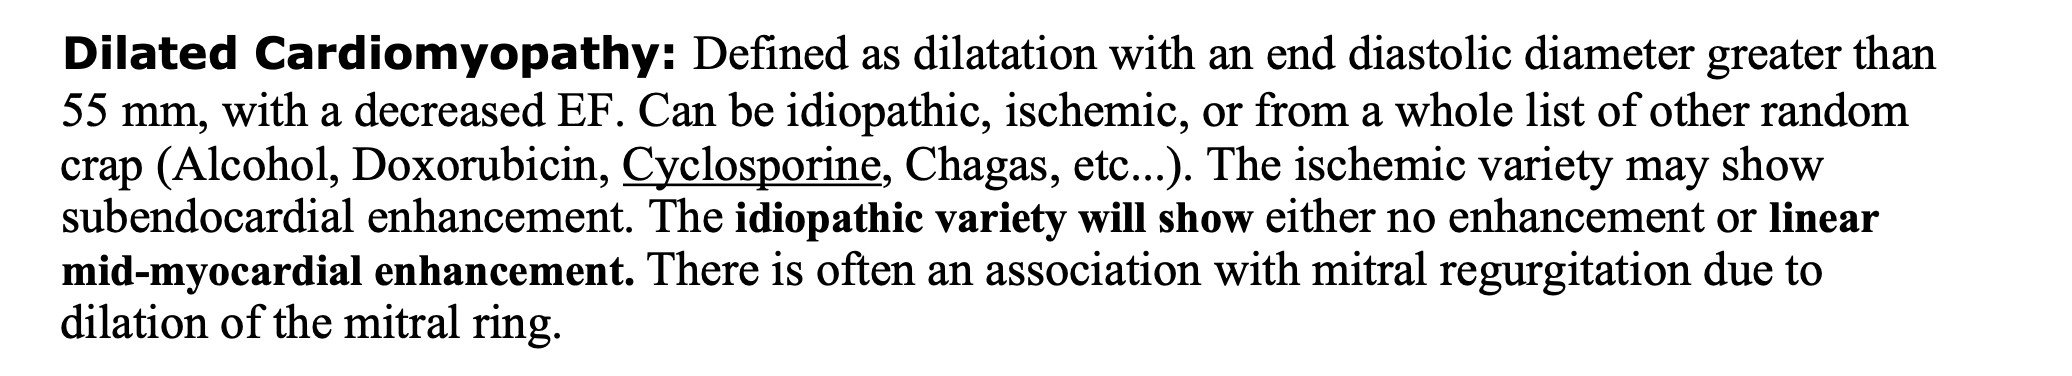 Dilated Cardiomyopathy: Defined as dilatation with an end diastolic diameter greater than
55 mm, with a decreased EF. Can be idiopathic, ischemic, or from a whole list of other random
crap (Alcohol, Doxorubicin, Cyclosporine, Chagas, etc...). The ischemic variety may show
subendocardial enhancement. The idiopathic variety will show either no enhancement or linear
mid-myocardial enhancement. There is often an association with mitral regurgitation due to
dilation of the mitral ring.